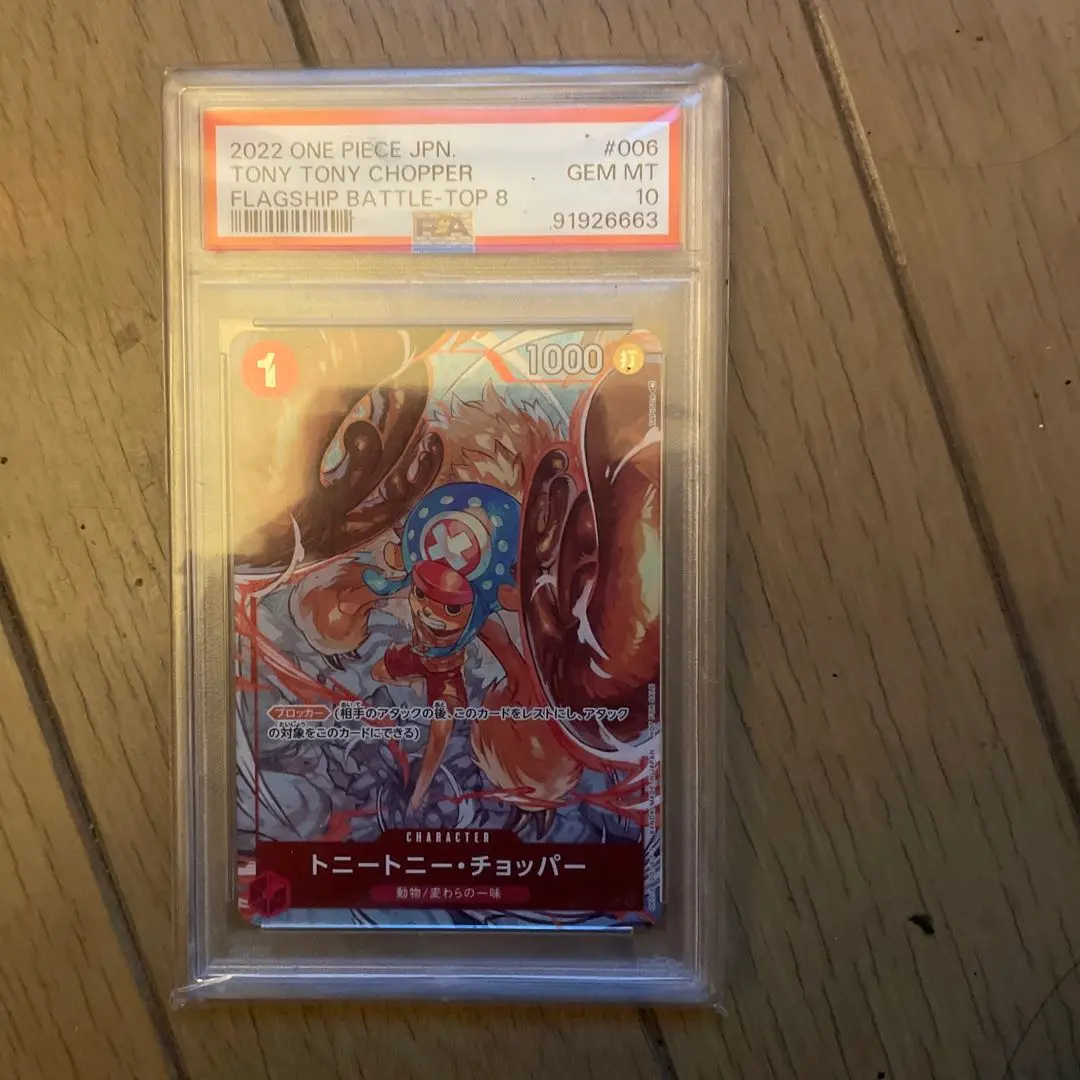 2022 ONE PIECE JPN. #006
TONY TONY CHOPPER GEM MT
FLAGSHIP BATTLE-TOP 8 10
PSA 91926663
1 1000 打
ブロッカー (相手のアタックの後、このカードをレストにし、アタック
の対象をこのカードにできる)
CHARACTER
トニートニー・チョッパー
動物/麦わらの一味
NOT FOR SALE